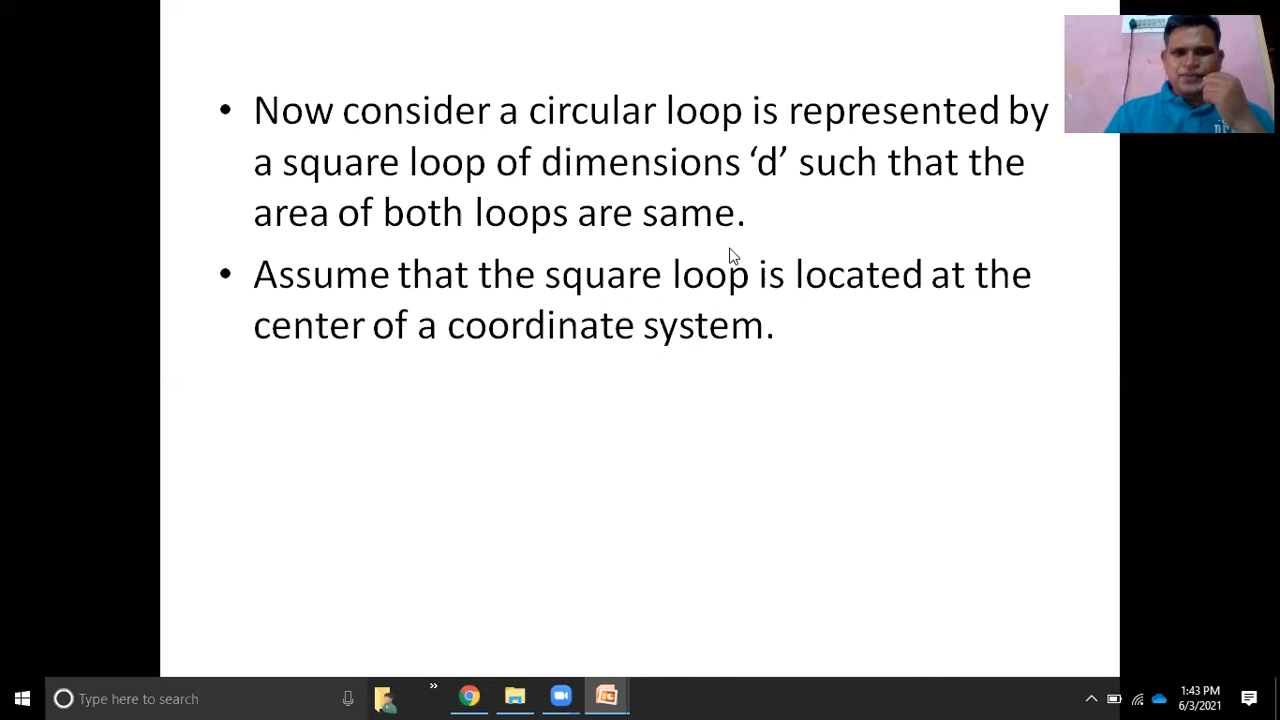 • Now consider a circular loop is represented by
a square loop of dimensions ‘d’ such that the
area of both loops are same.
• Assume that the square loop is located at the
center of a coordinate system.
Type here to search
»
1:43 PM
6/3/2021